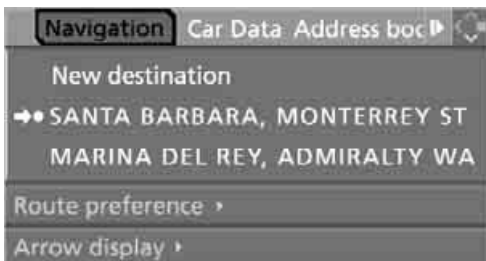 Navigation Car Data Address boc
New destination
SANTA BARBARA, MONTERREY ST
MARINA DEL REY, ADMIRALTY WA
Route preference
Arrow display